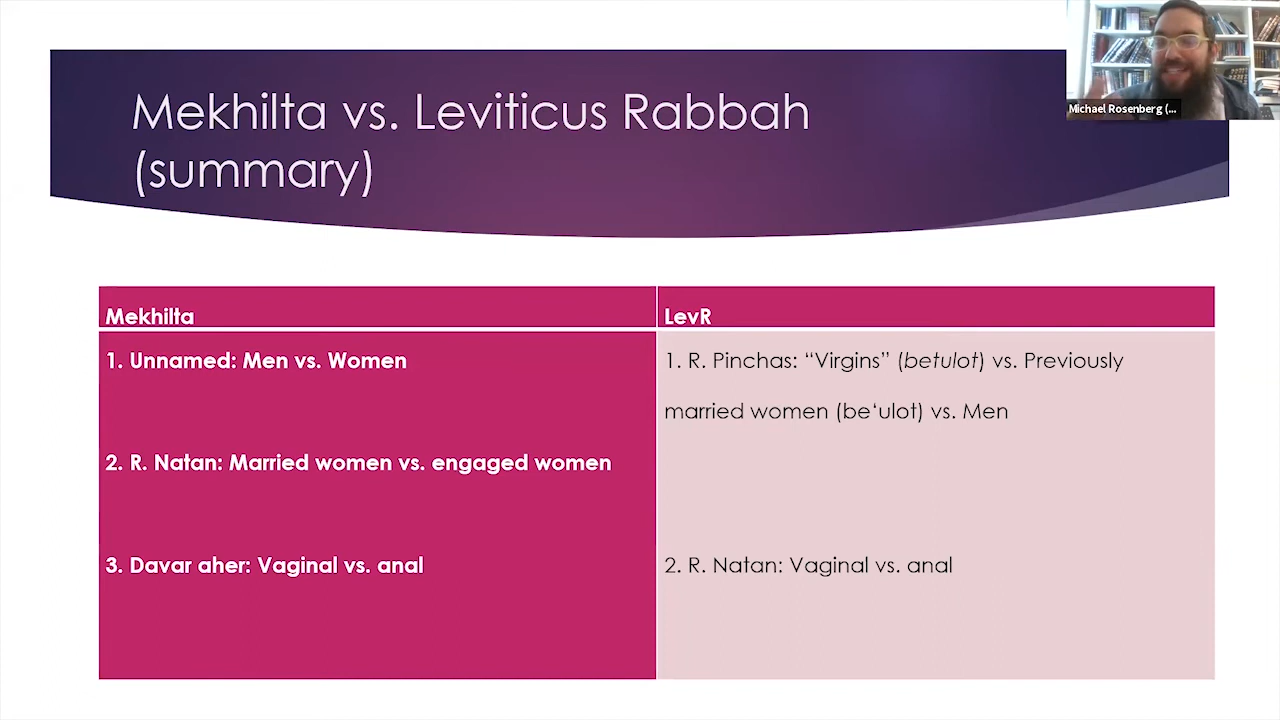 Mekhilta vs. Leviticus Rabbah
(summary)
Michael Rosenberg (...
Mekhilta
LevR
1. Unnamed: Men vs. Women
1. R. Pinchas: “Virgins” (betulot) vs. Previously
married women (be‘ulot) vs. Men
2. R. Natan: Married women vs. engaged women
3. Davar aher: Vaginal vs. anal
2. R. Natan: Vaginal vs. anal